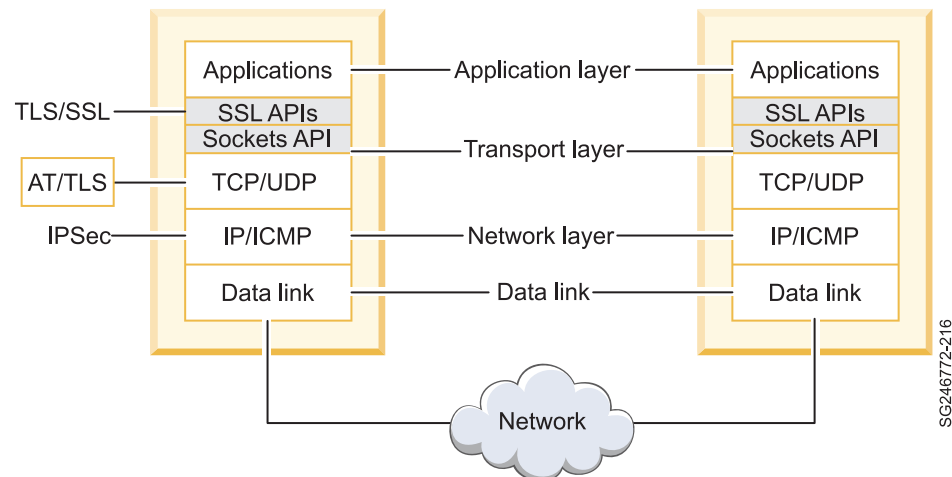 Applications
Application layer
Applications
TLS/SSL
SSL APIs
SSL APIs
Sockets API
Sockets API
Transport layer
AT/TLS
TCP/UDP
TCP/UDP
IPSec
IP/ICMP
Network layer
IP/ICMP
Data link
Data link
Data link
Network
SG246772-216